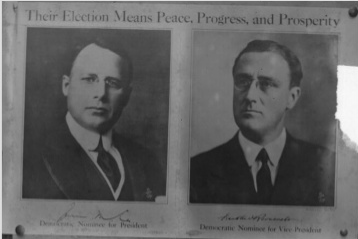 Their Election Means Peace, Progress, and Prosperity
Democratic Nominee for President
Democratic Nominee for Vice President